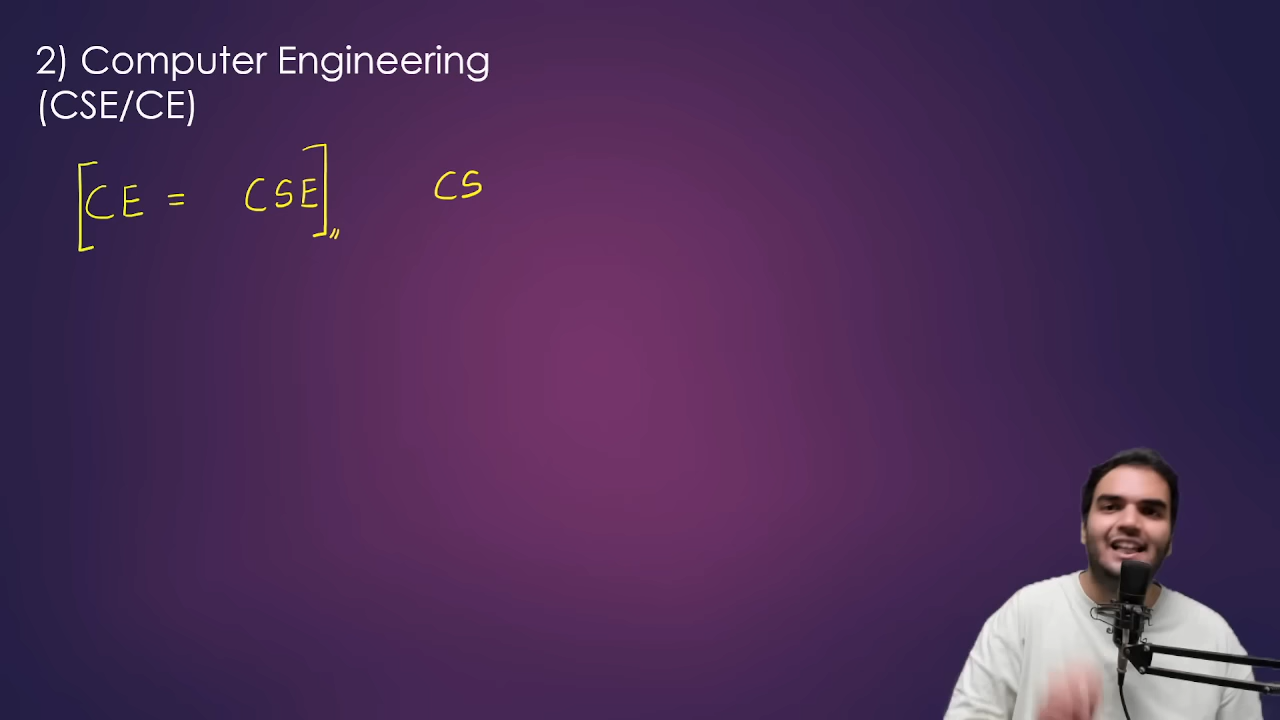 2) Computer Engineering
(CSE/CE)
[CE = CSE],, CS